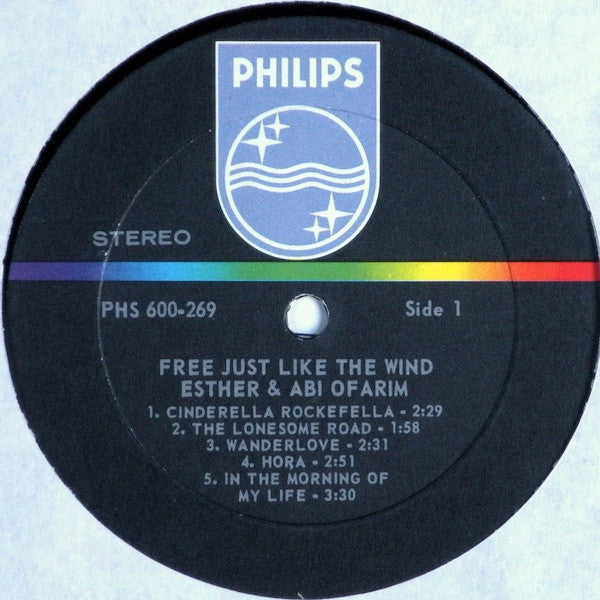 PHILIPS
STEREO
PHS 600-269 Side 1
FREE JUST LIKE THE WIND
ESTHER & ABI OFARIM
1. CINDERELLA ROCKEFELLA - 2:29
2. THE LONESOME ROAD - 1:58
3. WANDERLOVE - 2:31
4. HORA - 2:51
5. IN THE MORNING OF
MY LIFE - 3:30